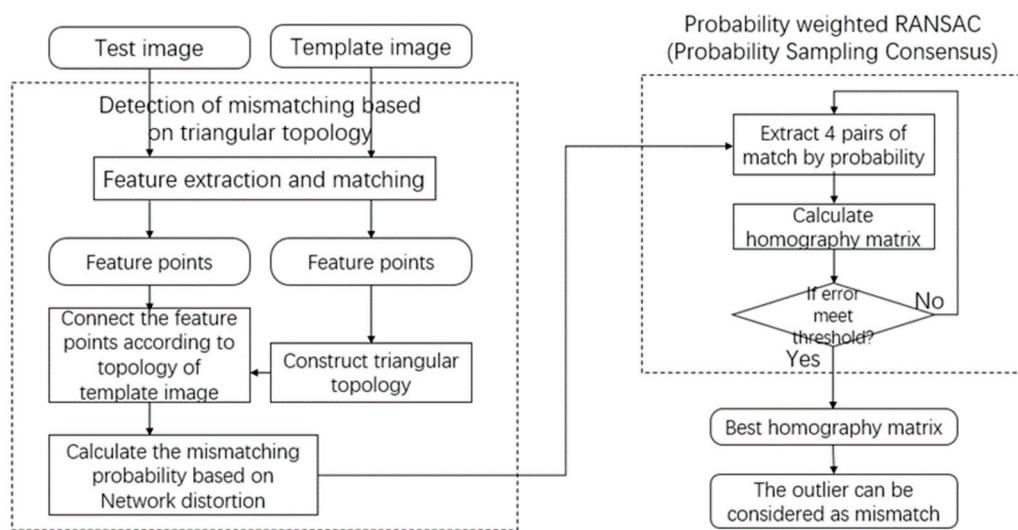 Test image
Template image
Detection of mismatching based
on triangular topology
Feature extraction and matching
Feature points
Feature points
Connect the feature
points according to
topology of
template image
Construct triangular
topology
Calculate the mismatching
probability based on
Network distortion
Probability weighted RANSAC
(Probability Sampling Consensus)
Extract 4 pairs of
match by probability
Calculate
homography matrix
If error
meet
threshold?
No
Yes
Best homography matrix
The outlier can be
considered as mismatch